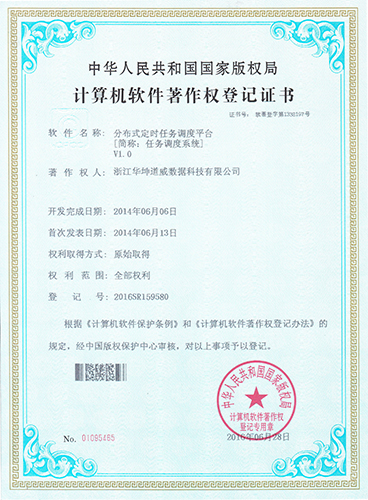 中华人民共和国国家版权局
计算机软件著作权登记证书
证书号： 软著登字第1338197号
软件名称： 分布式定时任务调度平台
[简称：任务调度系统]
V1.0
著作权人： 浙江华坤道威数据科技有限公司
开发完成日期： 2014年06月06日
首次发表日期： 2014年06月13日
权利取得方式： 原始取得
权利范围： 全部权利
登记号： 2016SR159580
根据《计算机软件保护条例》和《计算机软件著作权登记办法》的
规定，经中国版权保护中心审核，对以上事项予以登记。
中华人民共和国国家版权局
计算机软件著作权
登记专用章
No. 01095465
2016年06月28日